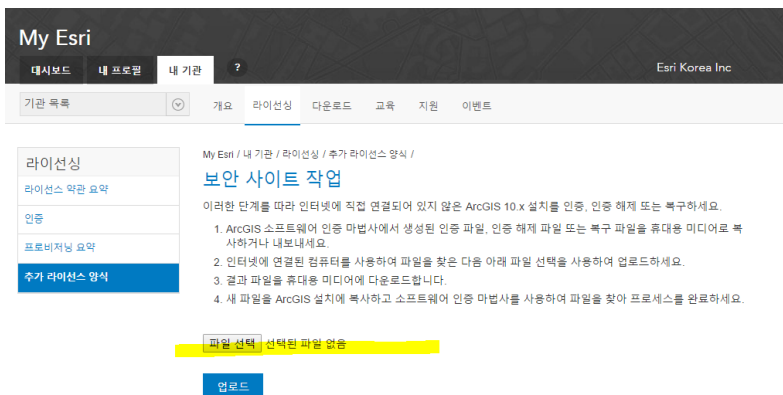 My Esri
대시보드 내 프로필 내 기관 ?
Esri Korea Inc
기관 목록
개요 라이선싱 다운로드 교육 지원 이벤트
라이선싱
라이선스 약관 요약
인증
프로비저닝 요약
추가 라이선스 양식
My Esri / 내 기관 / 라이선싱 / 추가 라이선스 양식 /
보안 사이트 작업
이러한 단계를 따라 인터넷에 직접 연결되어 있지 않은 ArcGIS 10.x 설치를 인증, 인증 해제 또는 복구하세요.
1. ArcGIS 소프트웨어 인증 마법사에서 생성된 인증 파일, 인증 해제 파일 또는 복구 파일을 휴대용 미디어로 복
사하거나 내보내세요.
2. 인터넷에 연결된 컴퓨터를 사용하여 파일을 찾은 다음 아래 파일 선택을 사용하여 업로드하세요.
3. 결과 파일을 휴대용 미디어에 다운로드합니다.
4. 새 파일을 ArcGIS 설치에 복사하고 소프트웨어 인증 마법사를 사용하여 파일을 찾아 프로세스를 완료하세요.
파일 선택 선택된 파일 없음
업로드